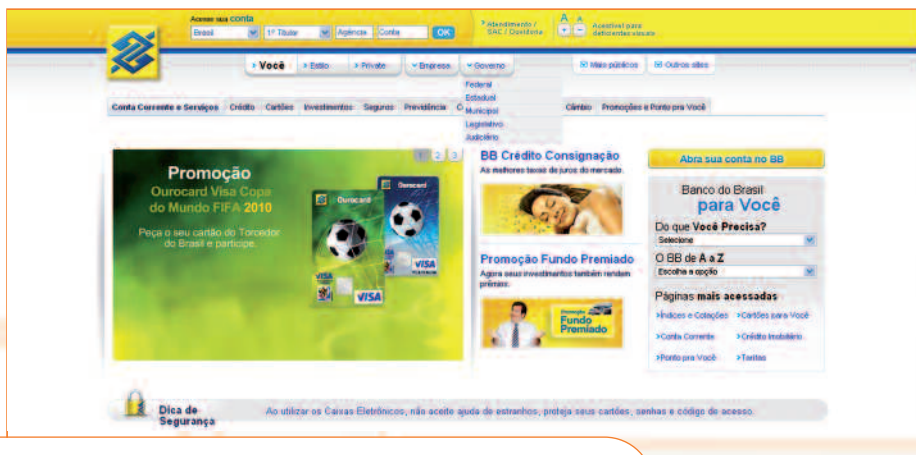 Acesse sua conta
Brasil 1º Titular Agência Conta OK
Atendimento / SAC / Ouvidoria
A A
+ -
Acessível para deficientes visuais
Você Estilo Private Empresa Governo Mais públicos Outros sites
Federal
Estadual
Municipal
Legislativo
Judiciário
Conta Corrente e Serviços Crédito Cartões Investimentos Seguros Previdência C Câmbio Promoções e Ponto pra Você
1 2 3
Promoção
Ourocard Visa Copa
do Mundo FIFA 2010
Peça o seu cartão do Torcedor
do Brasil e participe.
Ourocard
Ourocard
VISA
VISA
BB Crédito Consignação
As melhores taxas de juros do mercado.
Promoção Fundo Premiado
Agora seus investimentos também rendem
prêmios.
Promoção
Fundo
Premiado
Abra sua conta no BB
Banco do Brasil
para Você
Do que Você Precisa?
Selecione
O BB de A a Z
Escolha a opção
Páginas mais acessadas
Índices e Cotações Cartões para Você
Conta Corrente Crédito Imobiliário
Ponto pra Você Tarifas
Dica de
Segurança
Ao utilizar os Caixas Eletrônicos, não aceite ajuda de estranhos, proteja seus cartões, senhas e código de acesso.